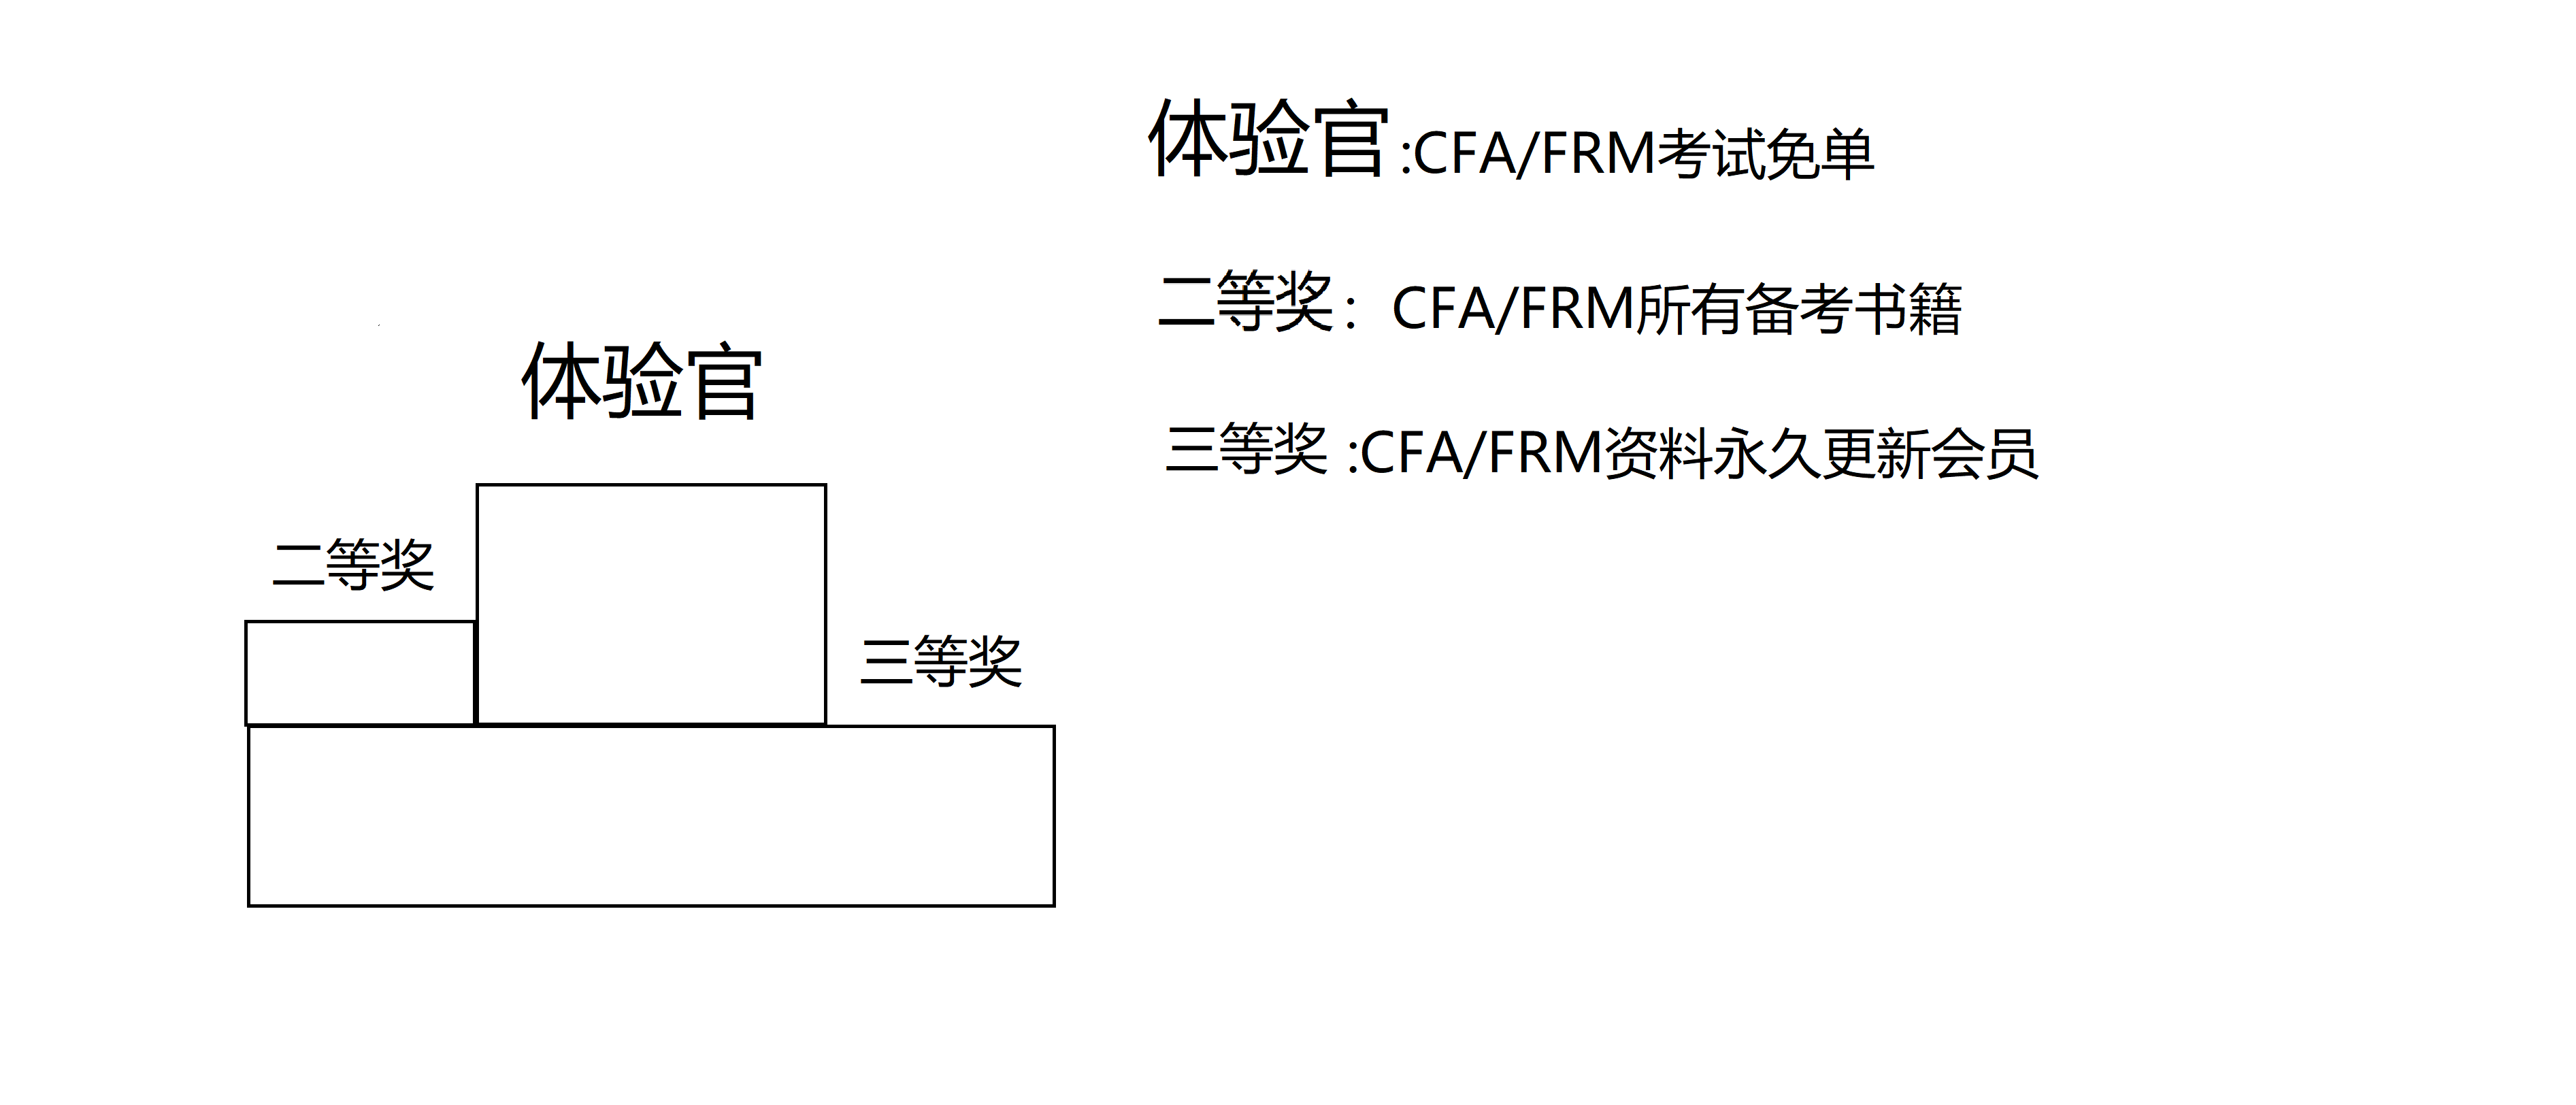 体验官:CFA/FRM考试免单
二等奖：CFA/FRM所有备考书籍
三等奖:CFA/FRM资料永久更新会员
体验官
二等奖
三等奖